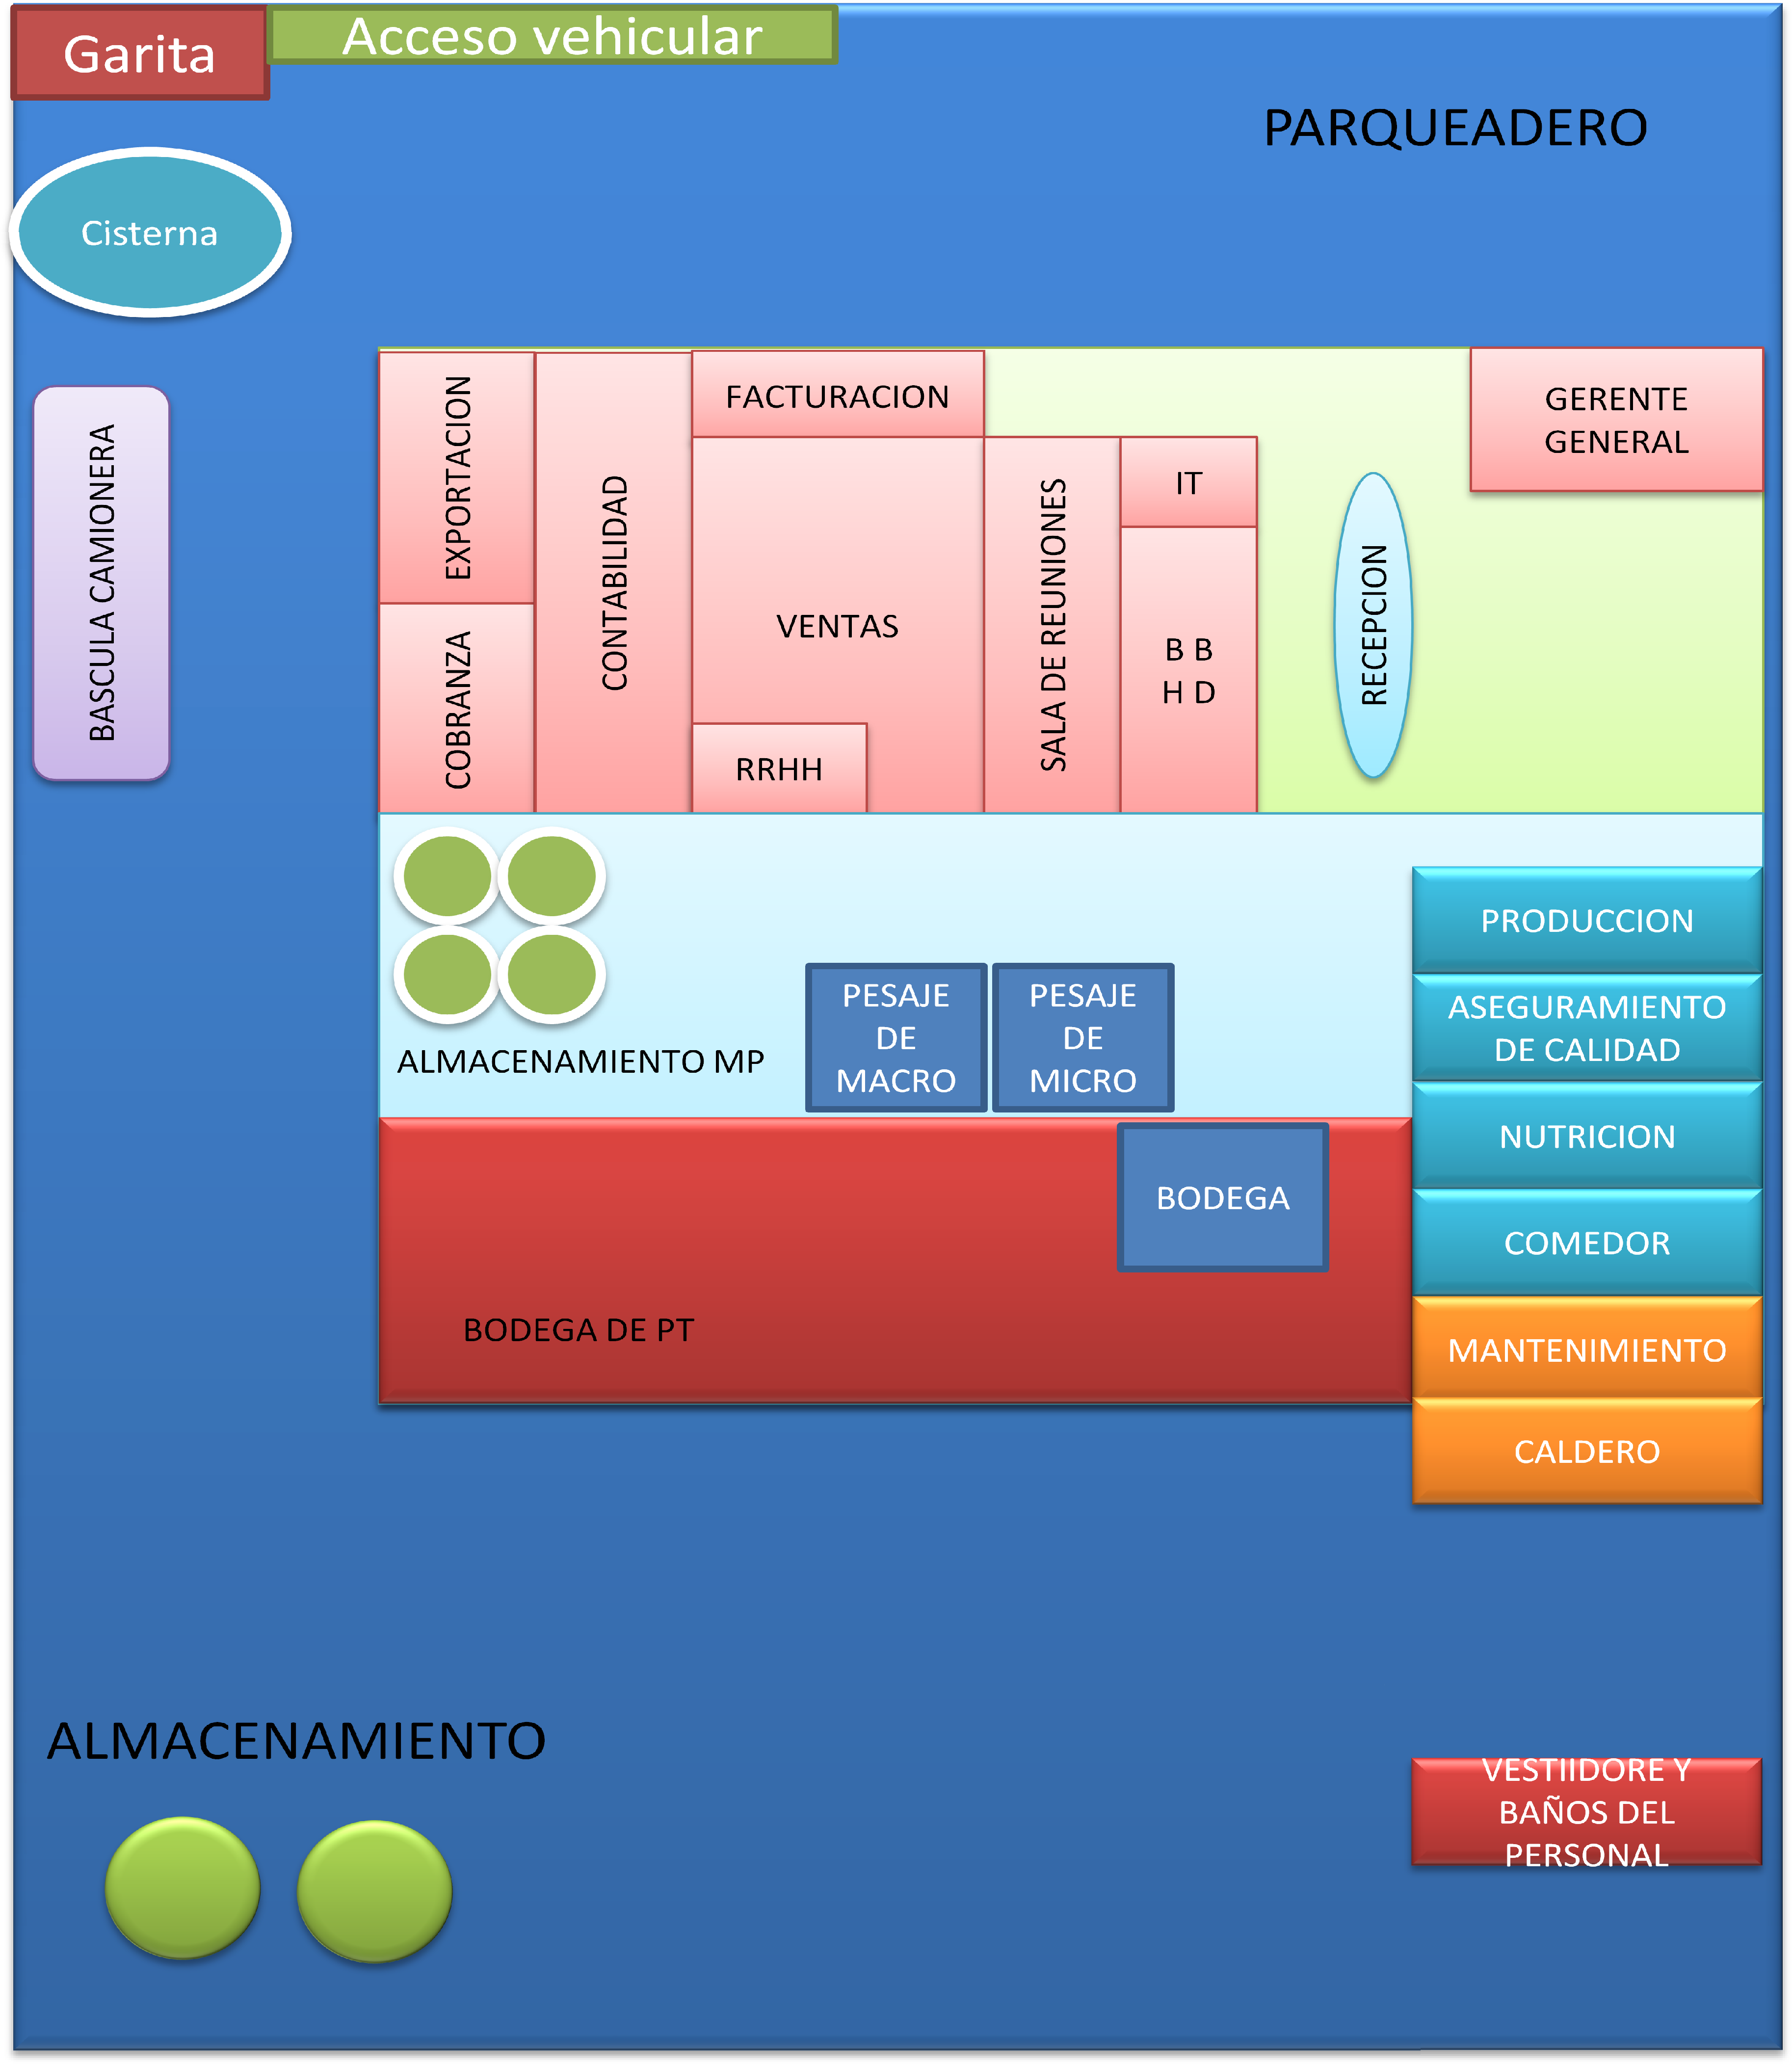 Garita
Acceso vehicular
PARQUEADERO
Cisterna
BASCULA CAMIONERA
EXPORTACION
COBRANZA
CONTABILIDAD
FACTURACION
VENTAS
RRHH
SALA DE REUNIONES
IT
B B
H D
RECEPCION
GERENTE
GENERAL
ALMACENAMIENTO MP
PESAJE
DE
MACRO
PESAJE
DE
MICRO
PRODUCCION
ASEGURAMIENTO
DE CALIDAD
NUTRICION
COMEDOR
MANTENIMIENTO
CALDERO
BODEGA
BODEGA DE PT
ALMACENAMIENTO
VESTIIDORE Y
BAÑOS DEL
PERSONAL